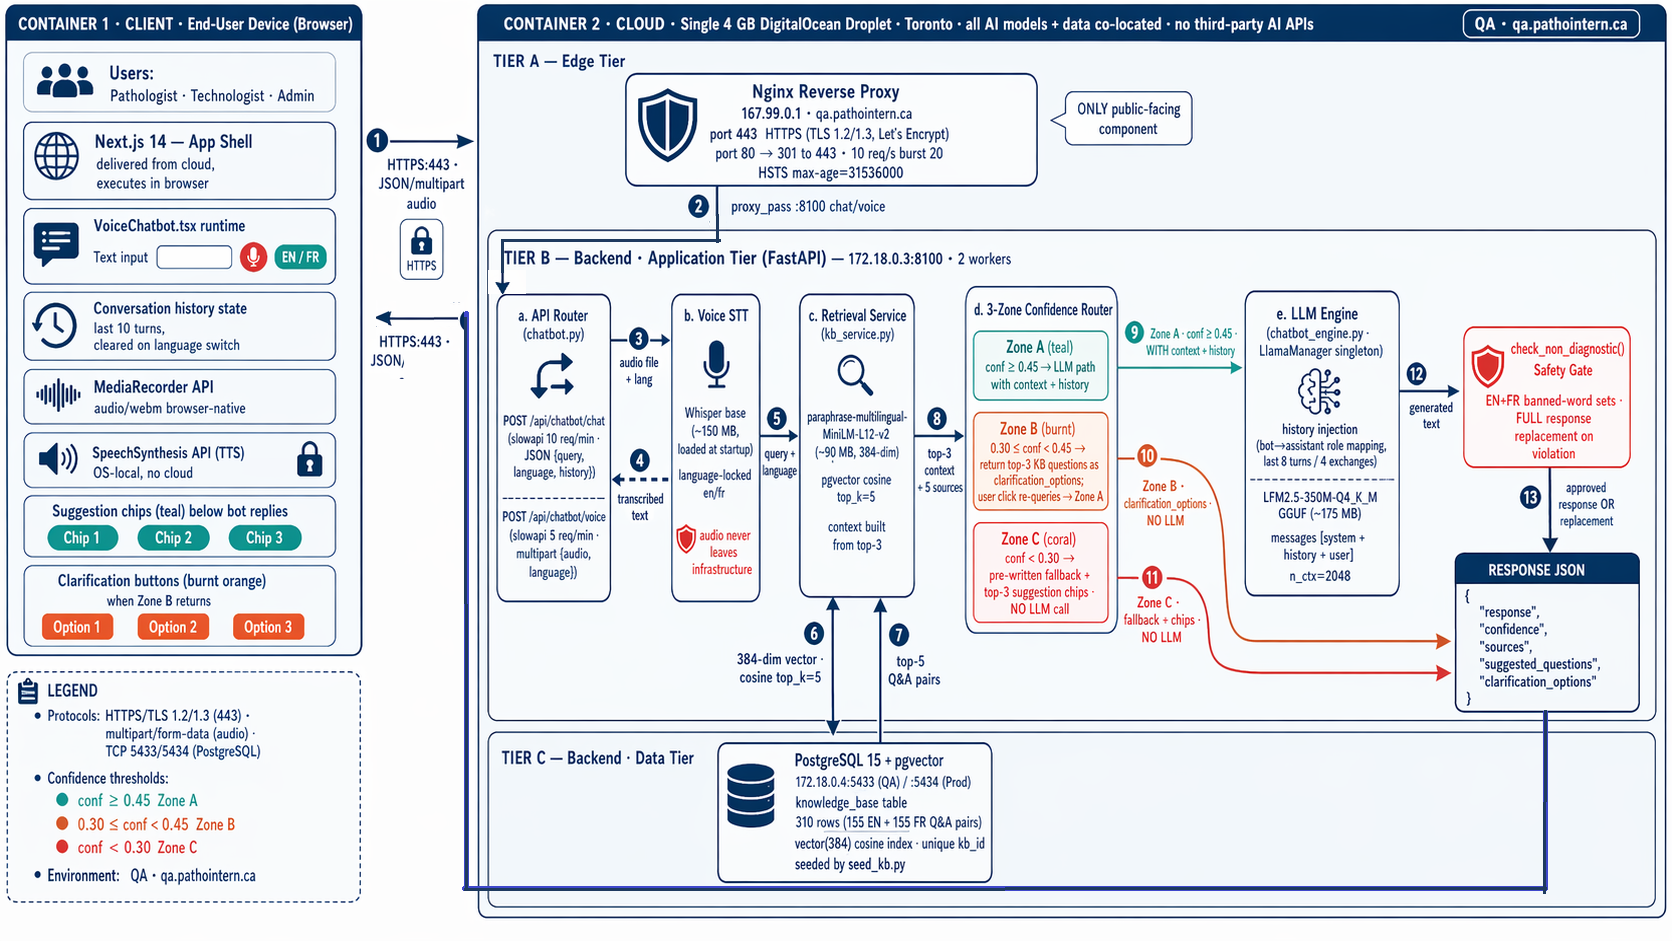 CONTAINER 1 · CLIENT · End-User Device (Browser)
Users:
Pathologist · Technologist · Admin
Next.js 14 — App Shell
delivered from cloud,
executes in browser
VoiceChatbot.tsx runtime
Text input
EN / FR
Conversation history state
last 10 turns,
cleared on language switch
MediaRecorder API
audio/webm browser-native
SpeechSynthesis API (TTS)
OS-local, no cloud
Suggestion chips (teal) below bot replies
Chip 1
Chip 2
Chip 3
Clarification buttons (burnt orange)
when Zone B returns
Option 1
Option 2
Option 3
LEGEND
• Protocols: HTTPS/TLS 1.2/1.3 (443) ·
multipart/form-data (audio) ·
TCP 5433/5434 (PostgreSQL)
• Confidence thresholds:
conf ≥ 0.45 Zone A
0.30 ≤ conf < 0.45 Zone B
conf < 0.30 Zone C
• Environment: QA · qa.pathointern.ca
1
HTTPS:443 ·
JSON/multipart
audio
HTTPS
HTTPS:443 ·
JSON/
CONTAINER 2 · CLOUD · Single 4 GB DigitalOcean Droplet · Toronto · all AI models + data co-located · no third-party AI APIs
QA · qa.pathointern.ca
TIER A — Edge Tier
Nginx Reverse Proxy
167.99.0.1 · qa.pathointern.ca
port 443 HTTPS (TLS 1.2/1.3, Let's Encrypt)
port 80 → 301 to 443 · 10 req/s burst 20
HSTS max-age=31536000
ONLY public-facing
component
2
proxy_pass :8100 chat/voice
TIER B — Backend · Application Tier (FastAPI) — 172.18.0.3:8100 · 2 workers
a. API Router
(chatbot.py)
POST /api/chatbot/chat
(slowapi 10 req/min ·
JSON {query,
language, history})
POST /api/chatbot/voice
(slowapi 5 req/min ·
multipart {audio,
language})
3
audio file
+ lang
4
transcribed
text
b. Voice STT
Whisper base
(~150 MB,
loaded at startup)
language-locked
en/fr
audio never
leaves
infrastructure
5
query +
language
c. Retrieval Service
(kb_service.py)
paraphrase-multilingual-
MiniLM-L12-v2
(~90 MB, 384-dim)
pgvector cosine
top_k=5
context built
from top-3
6
384-dim vector ·
cosine top_k=5
7
top-5
Q&A pairs
8
top-3
context
+ 5 sources
d. 3-Zone Confidence Router
Zone A (teal)
conf ≥ 0.45 → LLM path
with context + history
Zone B (burnt)
0.30 ≤ conf < 0.45 →
return top-3 KB questions as
clarification_options;
user click re-queries → Zone A
Zone C (coral)
conf < 0.30 →
pre-written fallback +
top-3 suggestion chips ·
NO LLM call
9
Zone A · conf ≥ 0.45 ·
WITH context + history
10
Zone B ·
clarification_options ·
NO LLM
11
Zone C ·
fallback + chips ·
NO LLM
e. LLM Engine
(chatbot_engine.py ·
LlamaManager singleton)
history injection
(bot→assistant role mapping,
last 8 turns / 4 exchanges)
LFM2.5-350M-Q4_K_M
GGUF (~175 MB)
messages [system +
history + user]
n_ctx=2048
12
generated
text
check_non_diagnostic()
Safety Gate
EN+FR banned-word sets ·
FULL response
replacement on
violation
13
approved
response OR
replacement
RESPONSE JSON
{
"response",
"confidence",
"sources",
"suggested_questions",
"clarification_options"
}
TIER C — Backend · Data Tier
PostgreSQL 15 + pgvector
172.18.0.4:5433 (QA) / :5434 (Prod)
knowledge_base table
310 rows (155 EN + 155 FR Q&A pairs)
vector(384) cosine index · unique kb_id
seeded by seed_kb.py